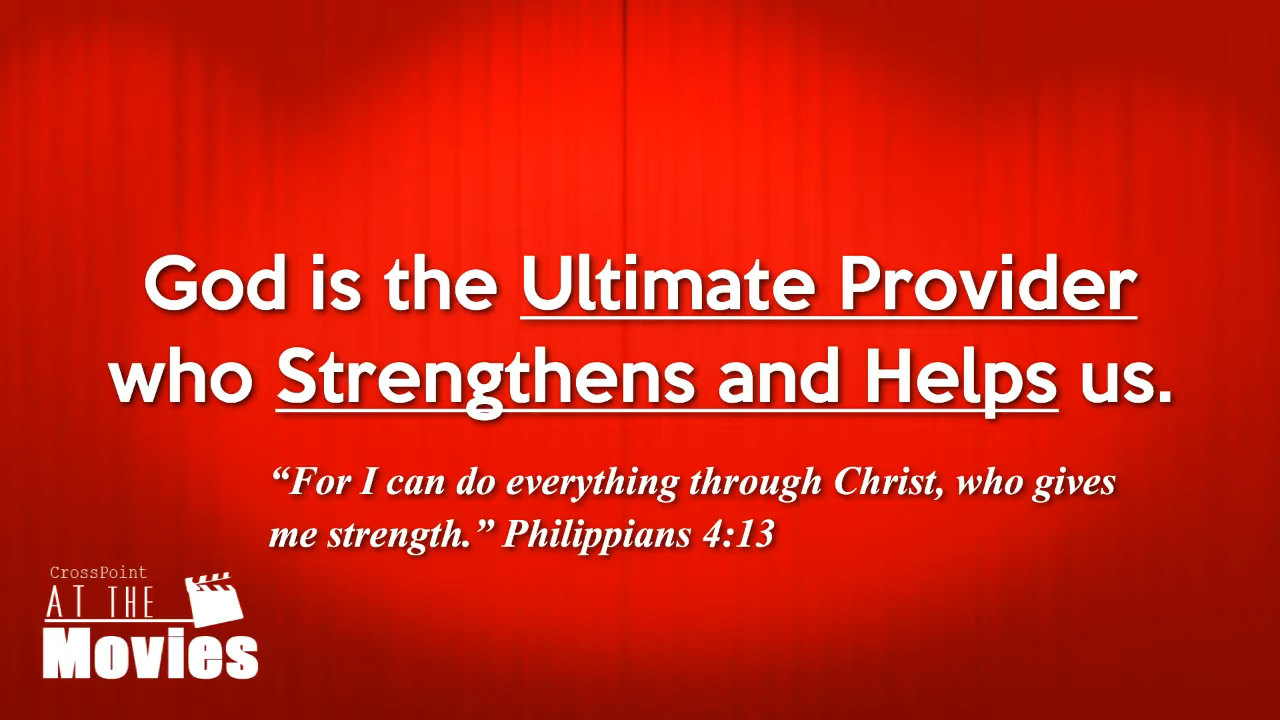 God is the Ultimate Provider
who Strengthens and Helps us.
“For I can do everything through Christ, who gives
me strength.” Philippians 4:13
CrossPoint
AT THE
Movies